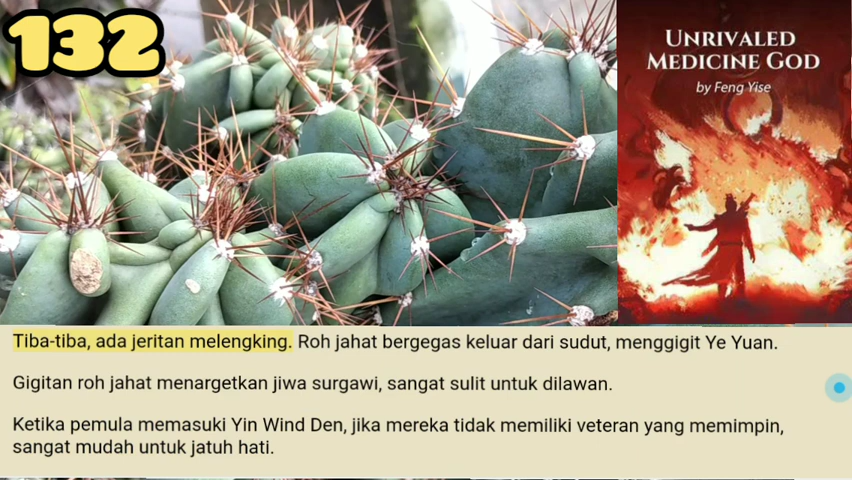 132
UNRIVALED
MEDICINE GOD
by Feng Yise
Tiba-tiba, ada jeritan melengking. Roh jahat bergegas keluar dari sudut, menggigit Ye Yuan.
Gigitan roh jahat menargetkan jiwa surgawi, sangat sulit untuk dilawan.
Ketika pemula memasuki Yin Wind Den, jika mereka tidak memiliki veteran yang memimpin,
sangat mudah untuk jatuh hati.